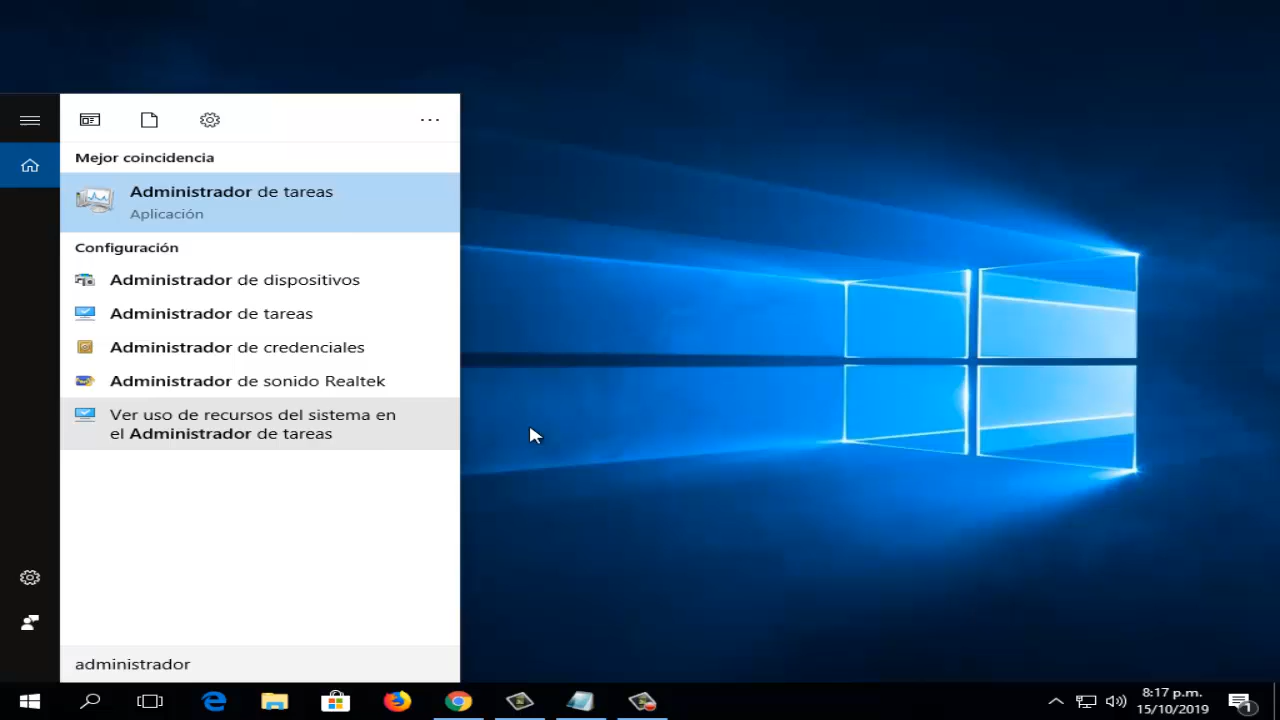 Mejor coincidencia
Administrador de tareas
Aplicación
Configuración
Administrador de dispositivos
Administrador de tareas
Administrador de credenciales
Administrador de sonido Realtek
Ver uso de recursos del sistema en
el Administrador de tareas
administrador
8:17 p.m.
15/10/2019
1